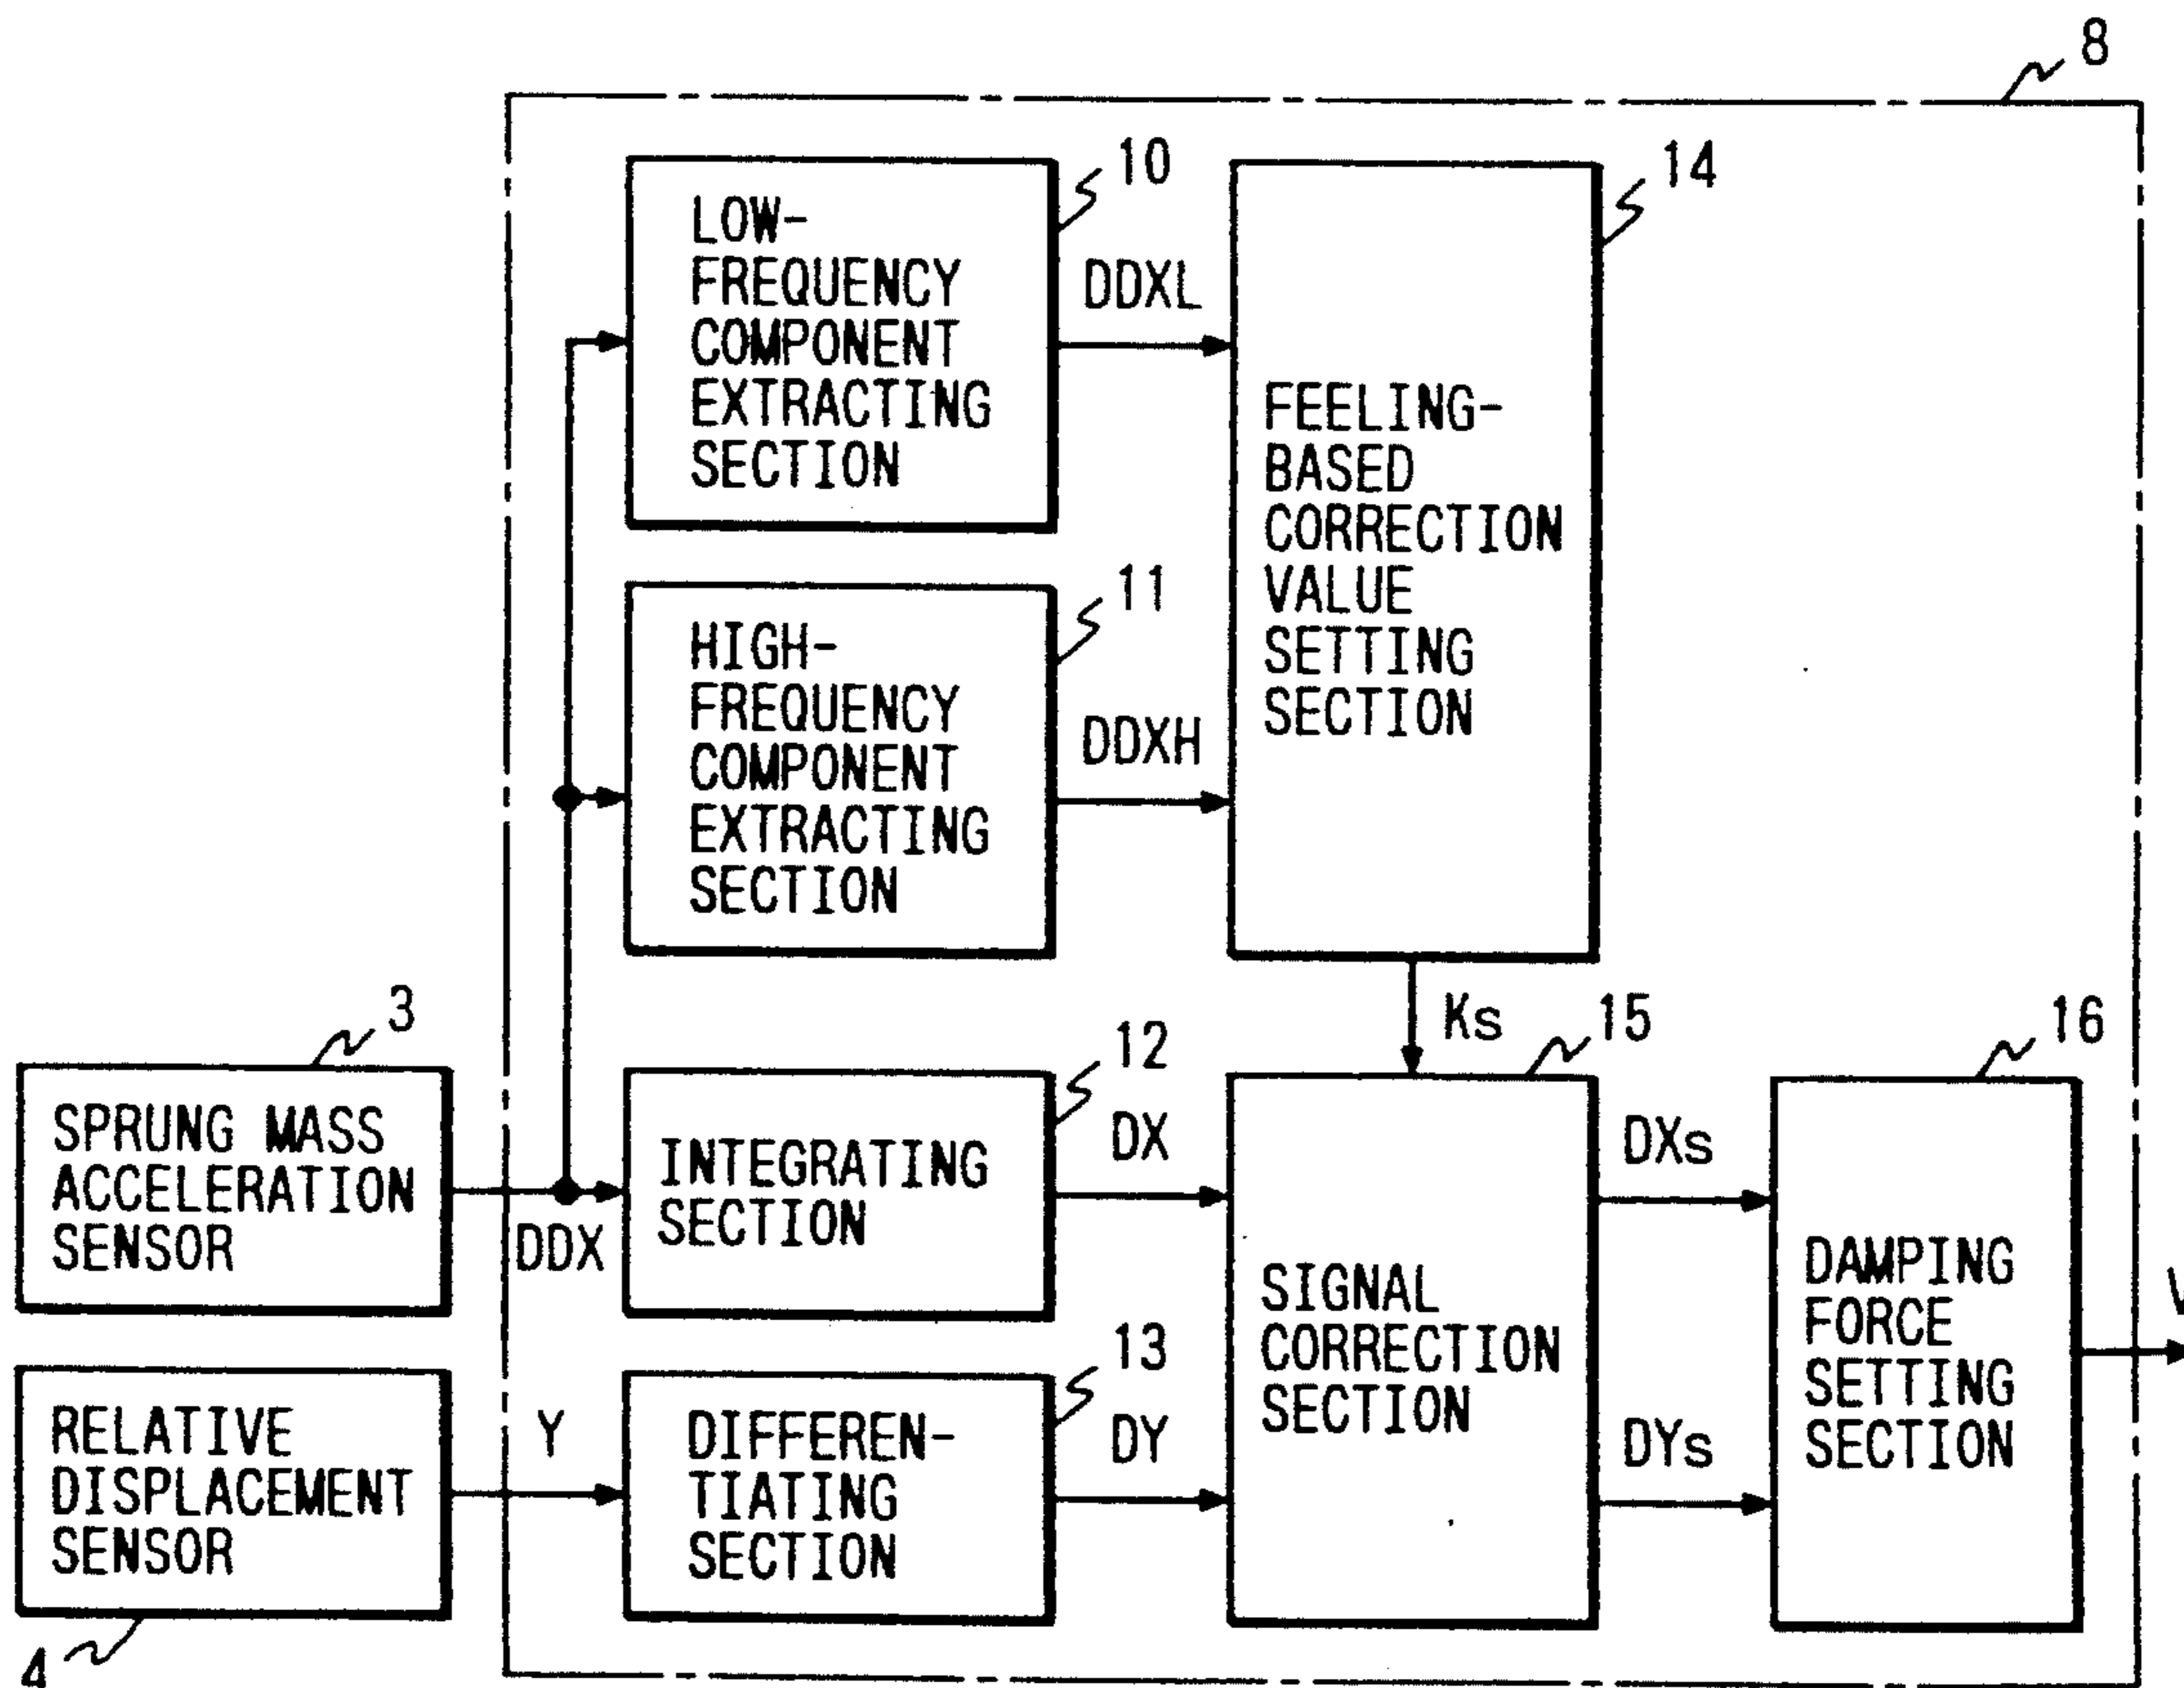 8
10
LOW-
FREQUENCY
COMPONENT
EXTRACTING
SECTION
DDXL
14
FEELING-
BASED
CORRECTION
VALUE
SETTING
SECTION
11
HIGH-
FREQUENCY
COMPONENT
EXTRACTING
SECTION
DDXH
Ks
3
SPRUNG MASS
ACCELERATION
SENSOR
DDX
12
INTEGRATING
SECTION
DX
15
SIGNAL
CORRECTION
SECTION
DXs
DYs
16
DAMPING
FORCE
SETTING
SECTION
4
RELATIVE
DISPLACEMENT
SENSOR
Y
13
DIFFEREN-
TIATING
SECTION
DY